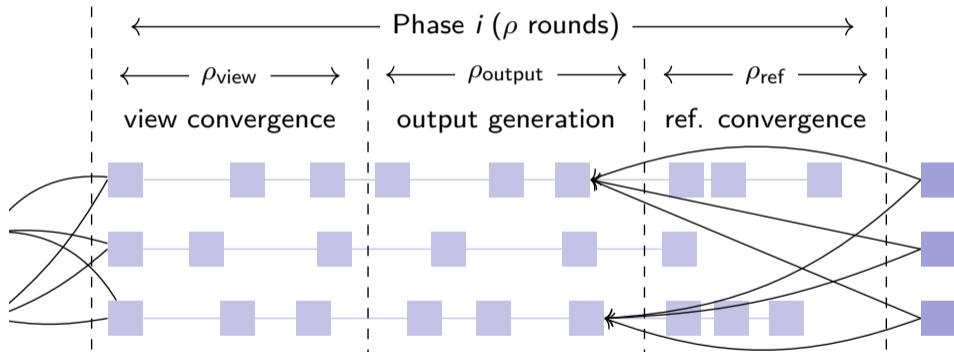 Phase i (ρ rounds)
ρview ρoutput ρref
view convergence output generation ref. convergence